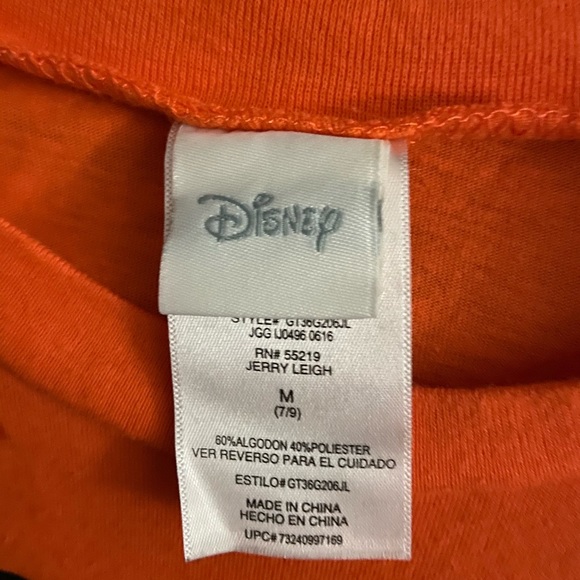 DISNEY
STYLE# GT36G206JL
JGG IJ0496 0616
RN# 55219
JERRY LEIGH
M
(7/9)
60%ALGODON 40%POLIESTER
VER REVERSO PARA EL CUIDADO
ESTILO#GT36G206JL
MADE IN CHINA
HECHO EN CHINA
UPC# 73240997169